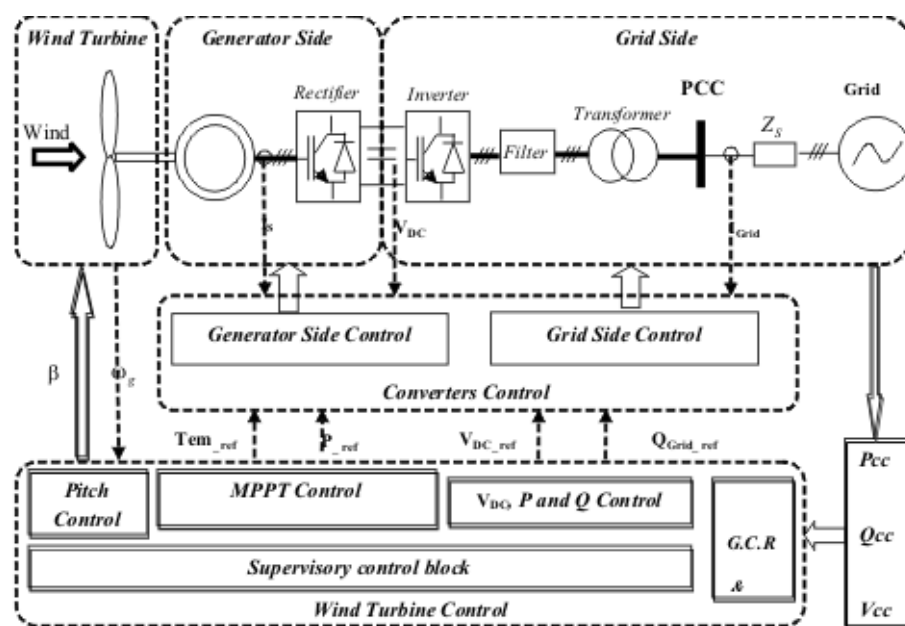 Wind Turbine
Generator Side
Grid Side
Rectifier
Inverter
Transformer
PCC
Grid
Wind
Filter
Z_S
Is
V_DC
Grid
Generator Side Control
Grid Side Control
Converters Control
β
ω_g
Tem_ref
P_ref
V_DC_ref
Q_Grid_ref
Pitch
Control
MPPT Control
V_DC, P and Q Control
G.C.R
&
Supervisory control block
Wind Turbine Control
Pcc
Qcc
Vcc